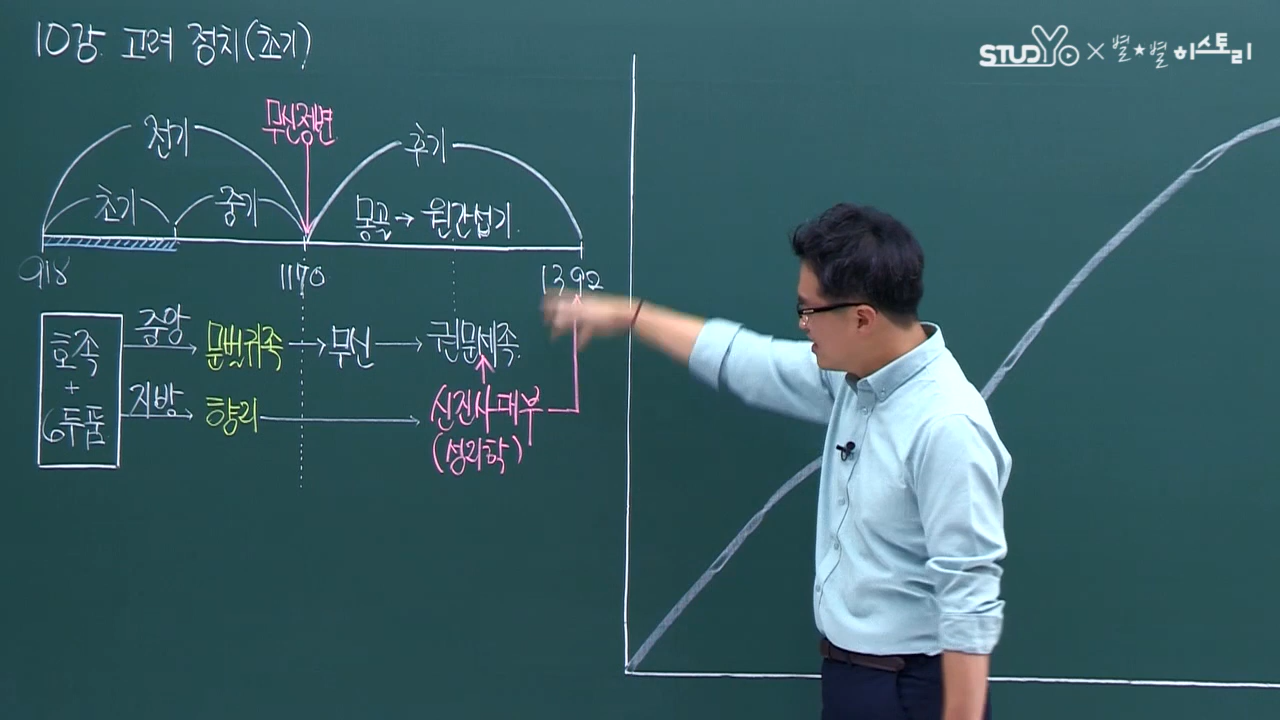 10강. 고려 정치(초기)
STUDYo×별★별 히스토리
무신정변
전기
후기
초기
중기
몽골→원간섭기.
918
1170
1392
호족
+
6두품
중앙
문벌귀족→무신→권문세족.
지방
향리
신진사대부
(성리학)